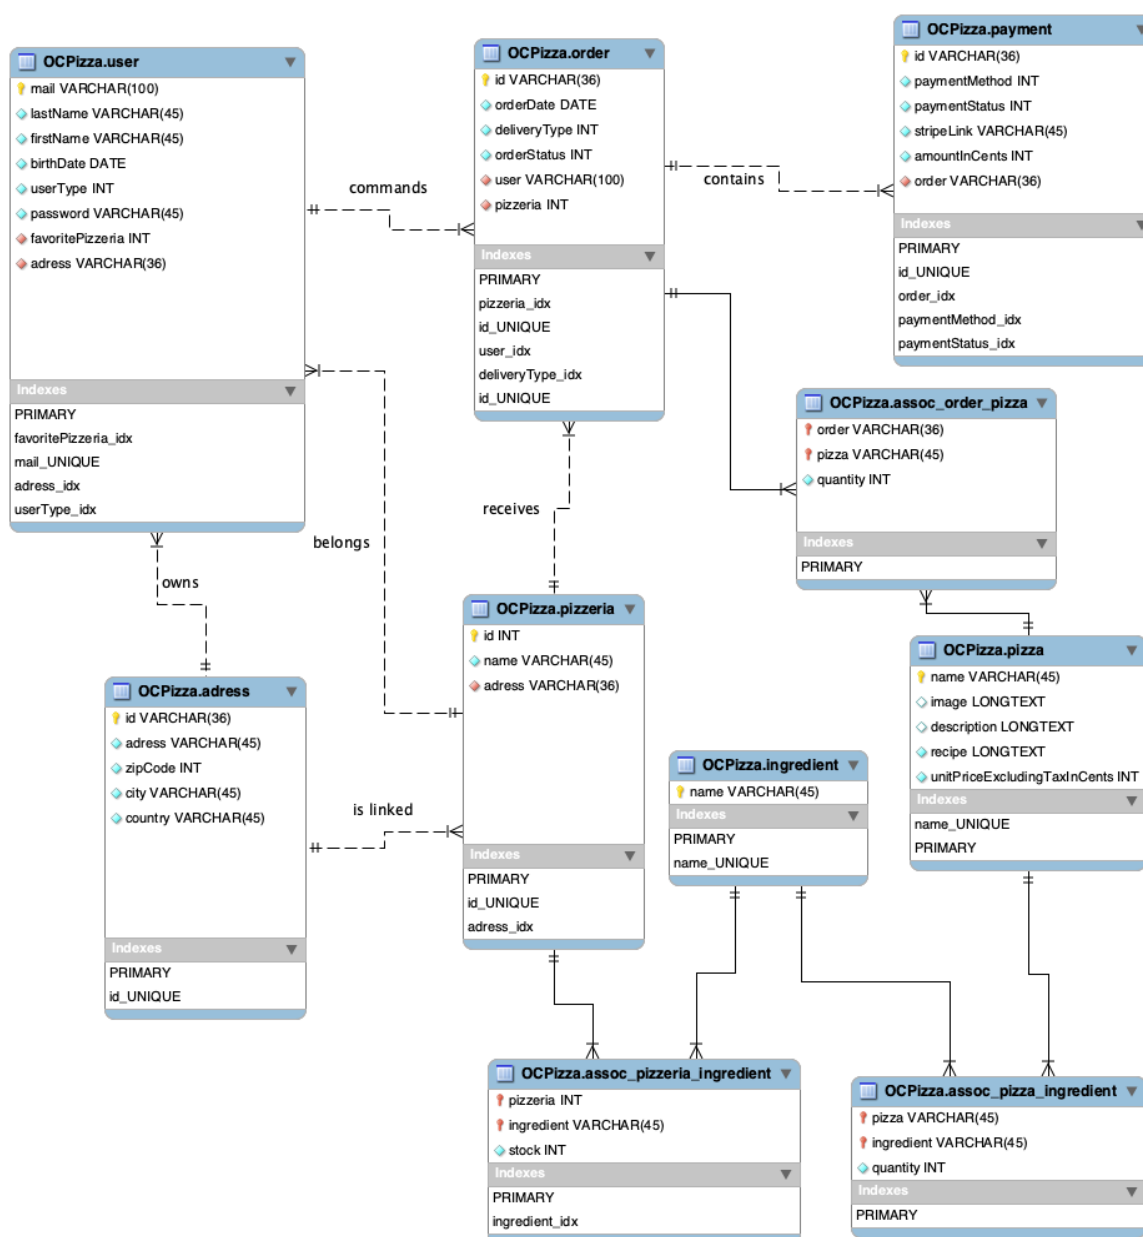 OCPizza.user
mail VARCHAR(100)
lastName VARCHAR(45)
firstName VARCHAR(45)
birthDate DATE
userType INT
password VARCHAR(45)
favoritePizzeria INT
adress VARCHAR(36)
Indexes
PRIMARY
favoritePizzeria_idx
mail_UNIQUE
adress_idx
userType_idx
commands
OCPizza.order
id VARCHAR(36)
orderDate DATE
deliveryType INT
orderStatus INT
user VARCHAR(100)
pizzeria INT
Indexes
PRIMARY
pizzeria_idx
id_UNIQUE
user_idx
deliveryType_idx
id_UNIQUE
contains
OCPizza.payment
id VARCHAR(36)
paymentMethod INT
paymentStatus INT
stripeLink VARCHAR(45)
amountInCents INT
order VARCHAR(36)
Indexes
PRIMARY
id_UNIQUE
order_idx
paymentMethod_idx
paymentStatus_idx
OCPizza.assoc_order_pizza
order VARCHAR(36)
pizza VARCHAR(45)
quantity INT
Indexes
PRIMARY
receives
belongs
owns
OCPizza.pizzeria
id INT
name VARCHAR(45)
adress VARCHAR(36)
Indexes
PRIMARY
id_UNIQUE
adress_idx
OCPizza.pizza
name VARCHAR(45)
image LONGTEXT
description LONGTEXT
recipe LONGTEXT
unitPriceExcludingTaxInCents INT
Indexes
name_UNIQUE
PRIMARY
OCPizza.adress
id VARCHAR(36)
adress VARCHAR(45)
zipCode INT
city VARCHAR(45)
country VARCHAR(45)
Indexes
PRIMARY
id_UNIQUE
is linked
OCPizza.ingredient
name VARCHAR(45)
Indexes
PRIMARY
name_UNIQUE
OCPizza.assoc_pizzeria_ingredient
pizzeria INT
ingredient VARCHAR(45)
stock INT
Indexes
PRIMARY
ingredient_idx
OCPizza.assoc_pizza_ingredient
pizza VARCHAR(45)
ingredient VARCHAR(45)
quantity INT
Indexes
PRIMARY